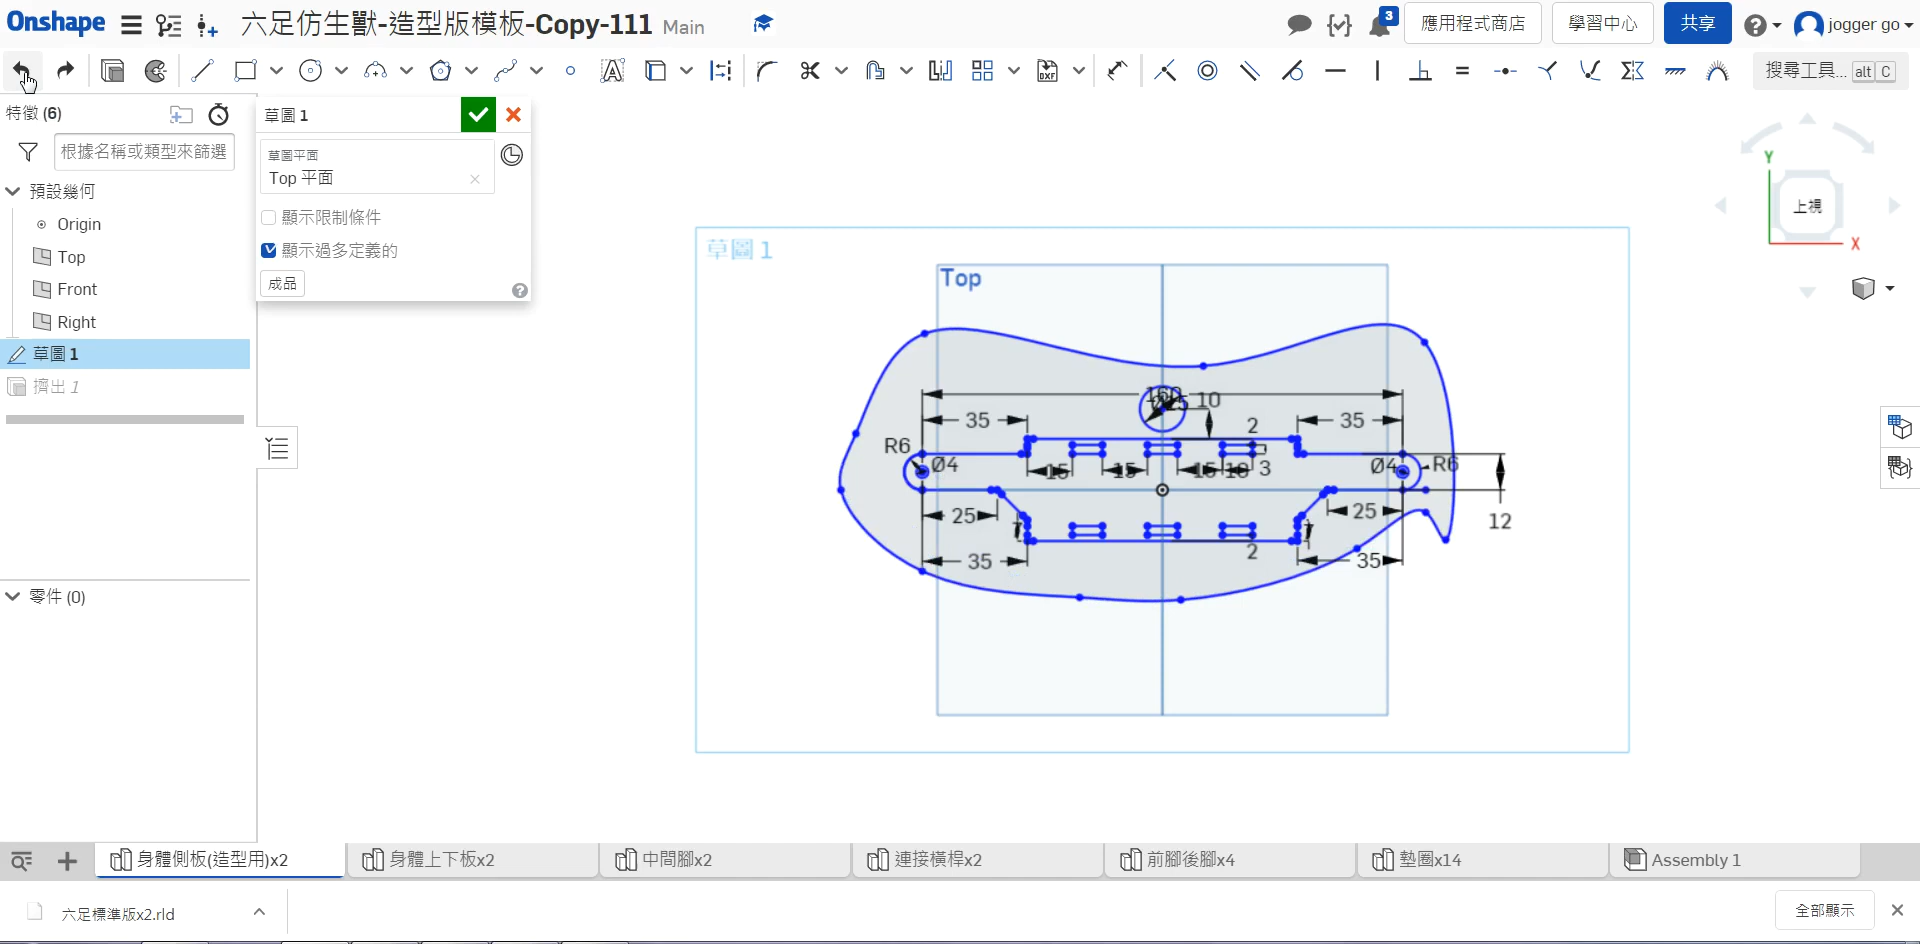 Onshape 六足仿生獸-造型版模板-Copy-111 Main 3 應用程式商店 學習中心 共享 jogger go
搜尋工具... alt C
特徵 (6)
根據名稱或類型來篩選
預設幾何
Origin
Top
Front
Right
草圖 1
擠出 1
零件 (0)
草圖 1
草圖平面
Top 平面
顯示限制條件
顯示過多定義的
成品
草圖 1
Top
Y
上視
X
160
Ø15 10
35 2 35
R6 Ø4 Ø4 R6
15 15 15 10 3
25 25 12
35 2 35
身體側板(造型用)x2 身體上下板x2 中間腳x2 連接橫桿x2 前腳後腳x4 墊圈x14 Assembly 1
六足標準版x2.rld 全部顯示